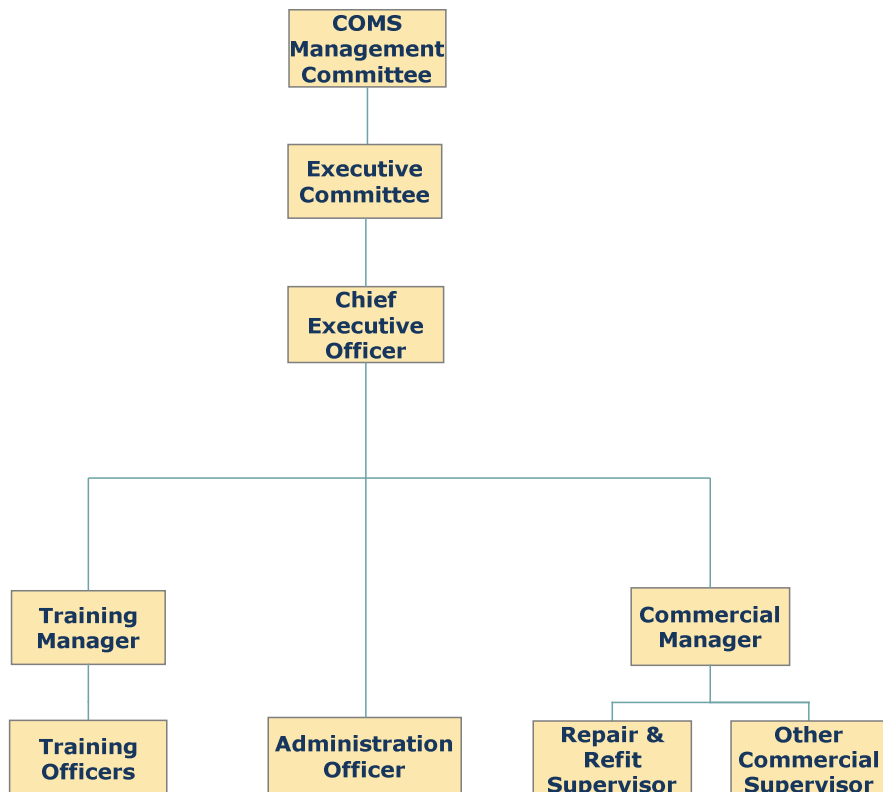 COMS
Management
Committee
Executive
Committee
Chief
Executive
Officer
Training
Manager
Commercial
Manager
Training
Officers
Administration
Officer
Repair &
Refit
Supervisor
Other
Commercial
Supervisor